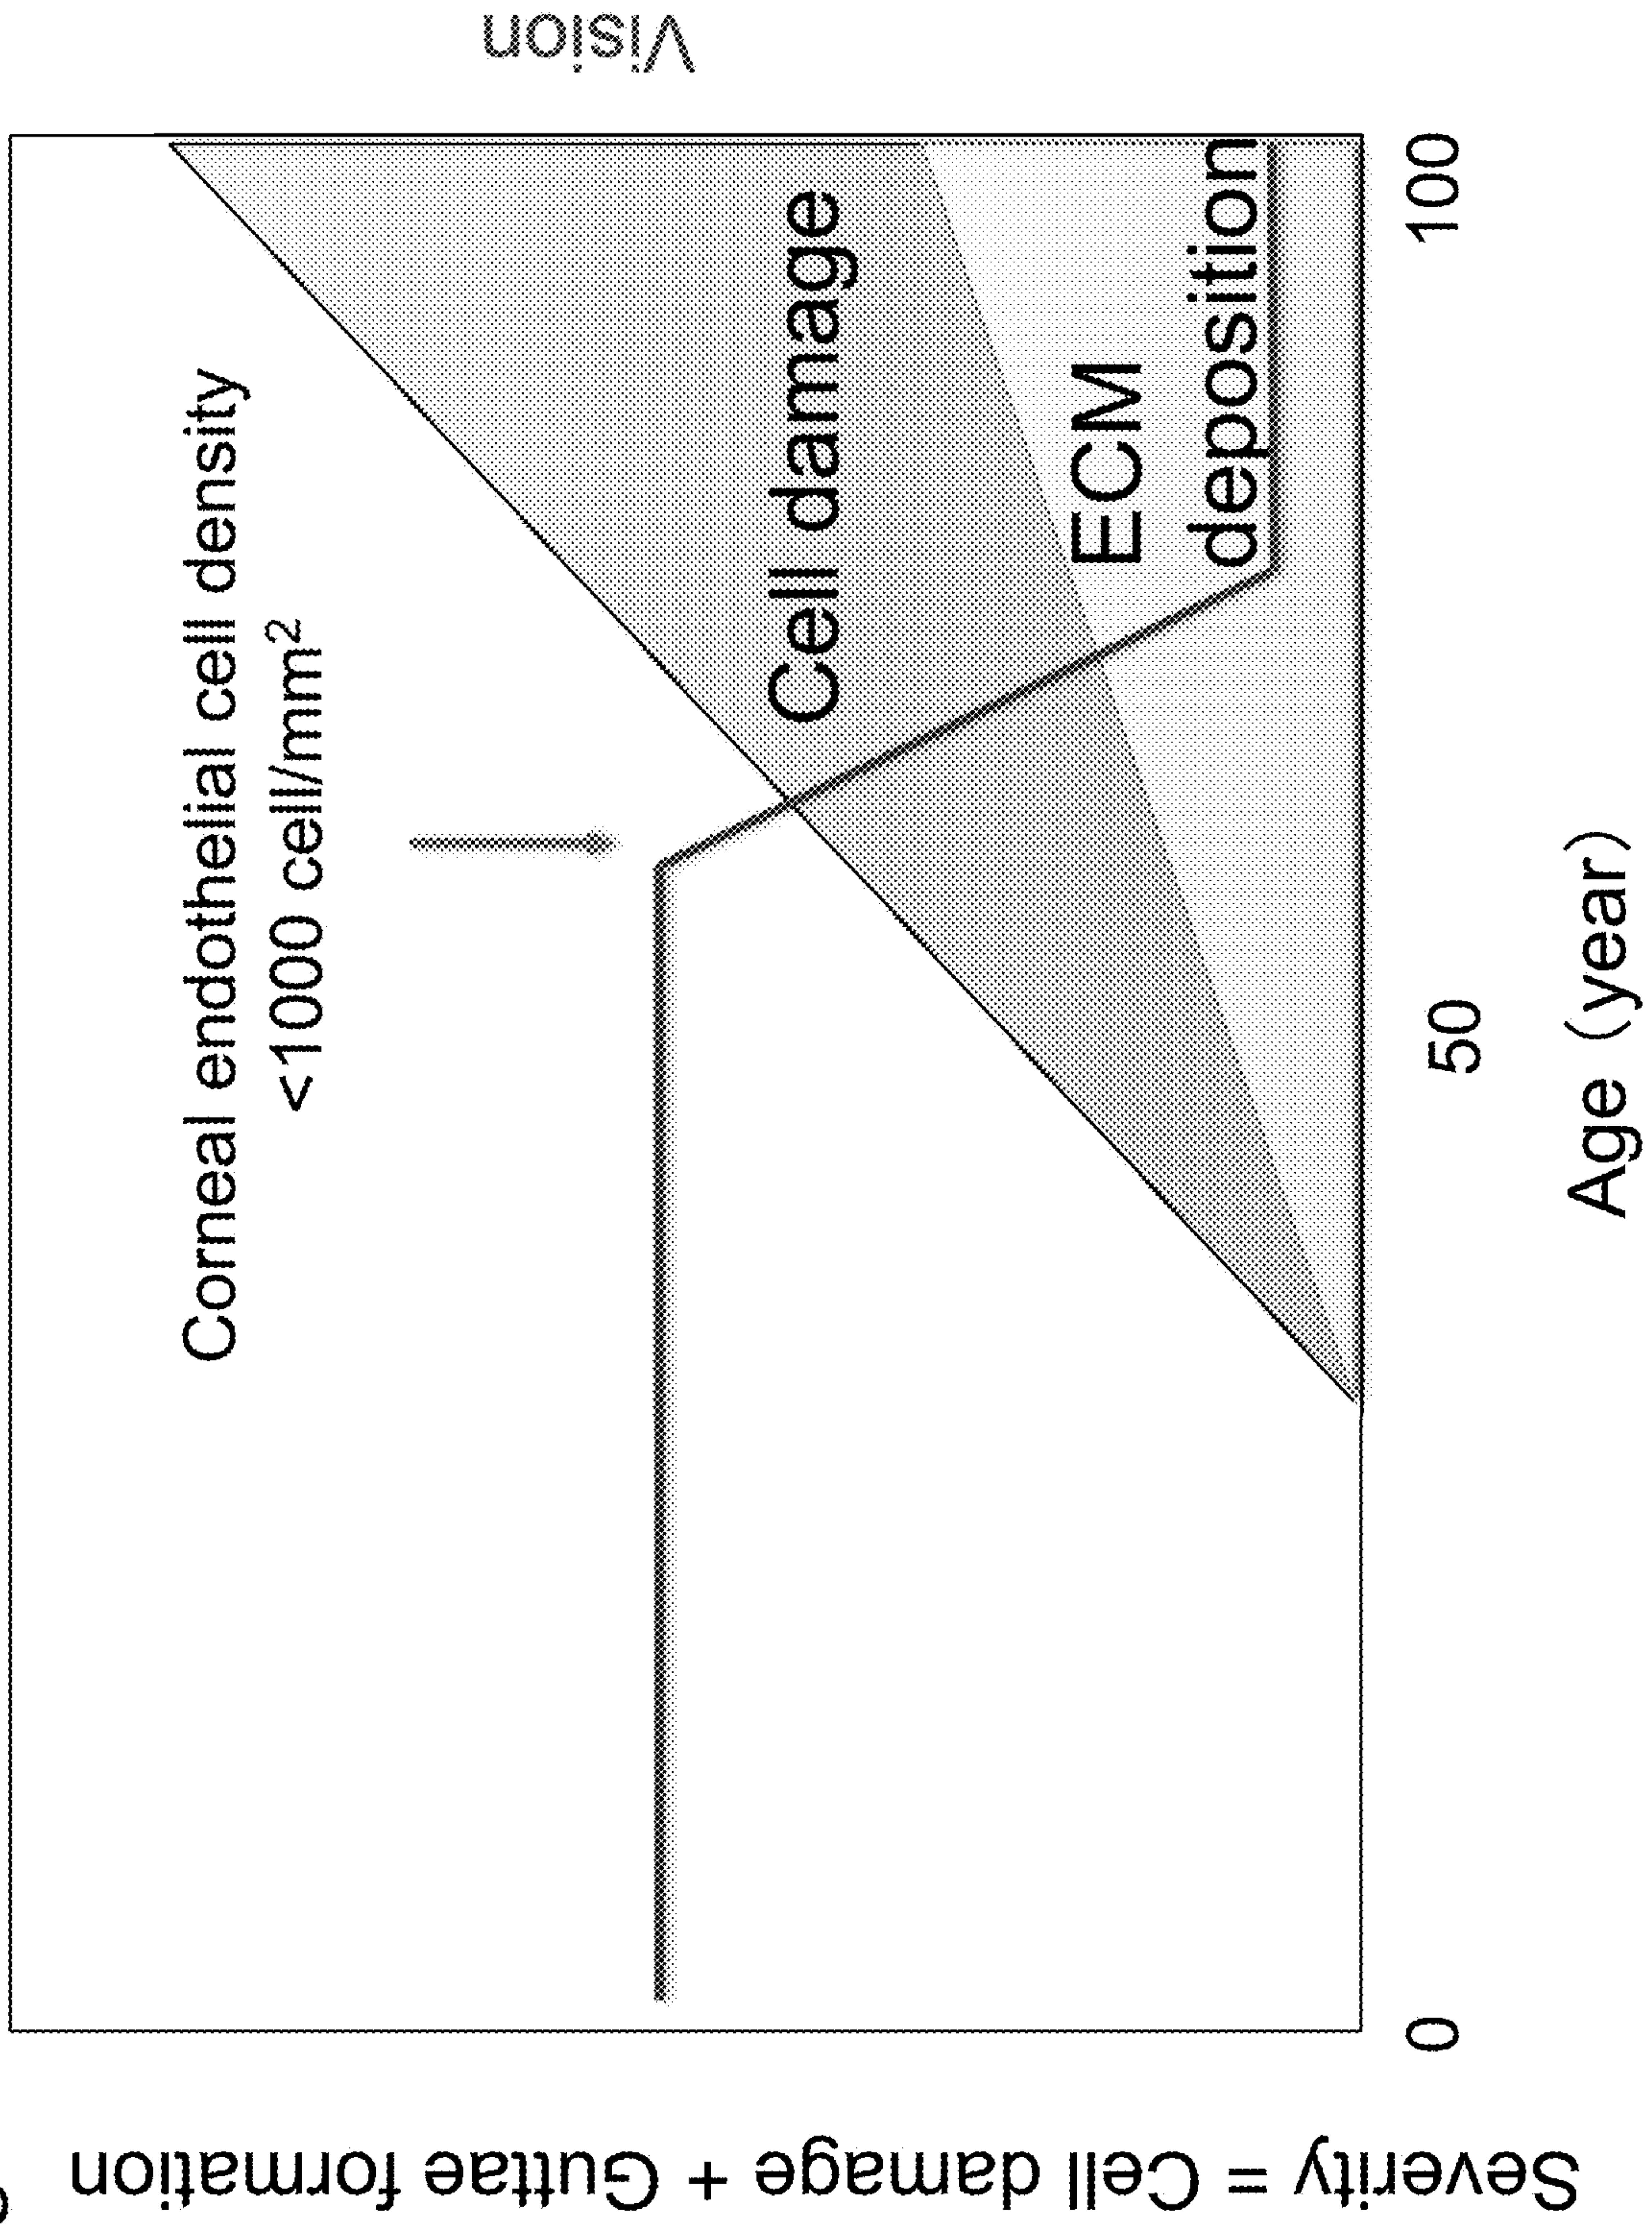 Severity = Cell damage + Guttae formation
Corneal endothelial cell density
<1000 cell/mm²
Cell damage
ECM
deposition
Vision
0
50
100
Age (year)